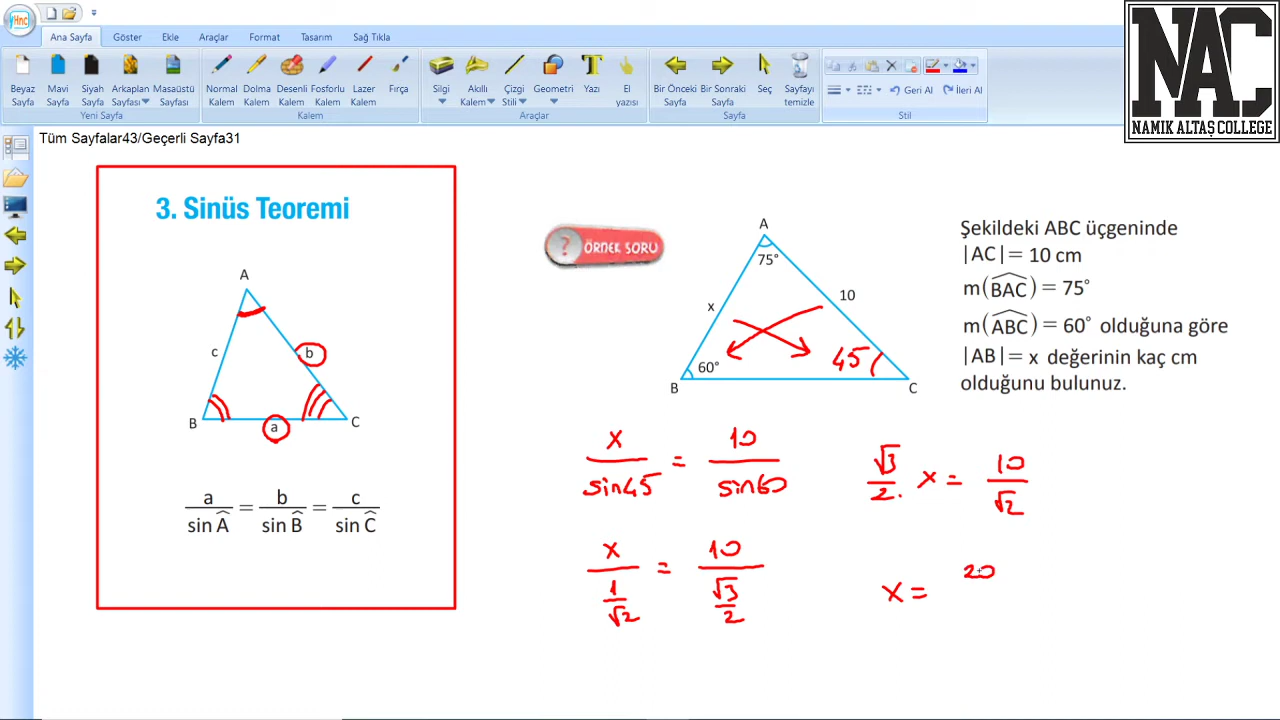 Ana Sayfa Göster Ekle Araçlar Format Tasarım Sağ Tıkla
Beyaz Sayfa Mavi Sayfa Siyah Sayfa Arkaplan Sayfası Masaüstü Sayfası
Yeni Sayfa
Normal Kalem Dolma Kalem Desenli Kalem Fosforlu Kalem Lazer Kalem Fırça
Kalem
Silgi Akıllı Kalem Çizgi Stili Geometri Yazı El yazısı
Araçlar
Bir Önceki Sayfa Bir Sonraki Sayfa Seç Sayfayı temizle
Sayfa
Geri Al İleri Al
Stil
NAC
NAMIK ALTAŞ COLLEGE
Tüm Sayfalar43/Geçerli Sayfa31
3. Sinüs Teoremi
A
c b
B a C
a/sin Â = b/sin B̂ = c/sin Ĉ
? ÖRNEK SORU
A
75°
x 10
60° 45
B C
Şekildeki ABC üçgeninde
|AC| = 10 cm
m(BAC) = 75°
m(ABC) = 60° olduğuna göre
|AB| = x değerinin kaç cm
olduğunu bulunuz.
x/sin45 = 10/sin60
√3/2 . x = 10/√2
x/(1/√2) = 10/(√3/2)
x = 20